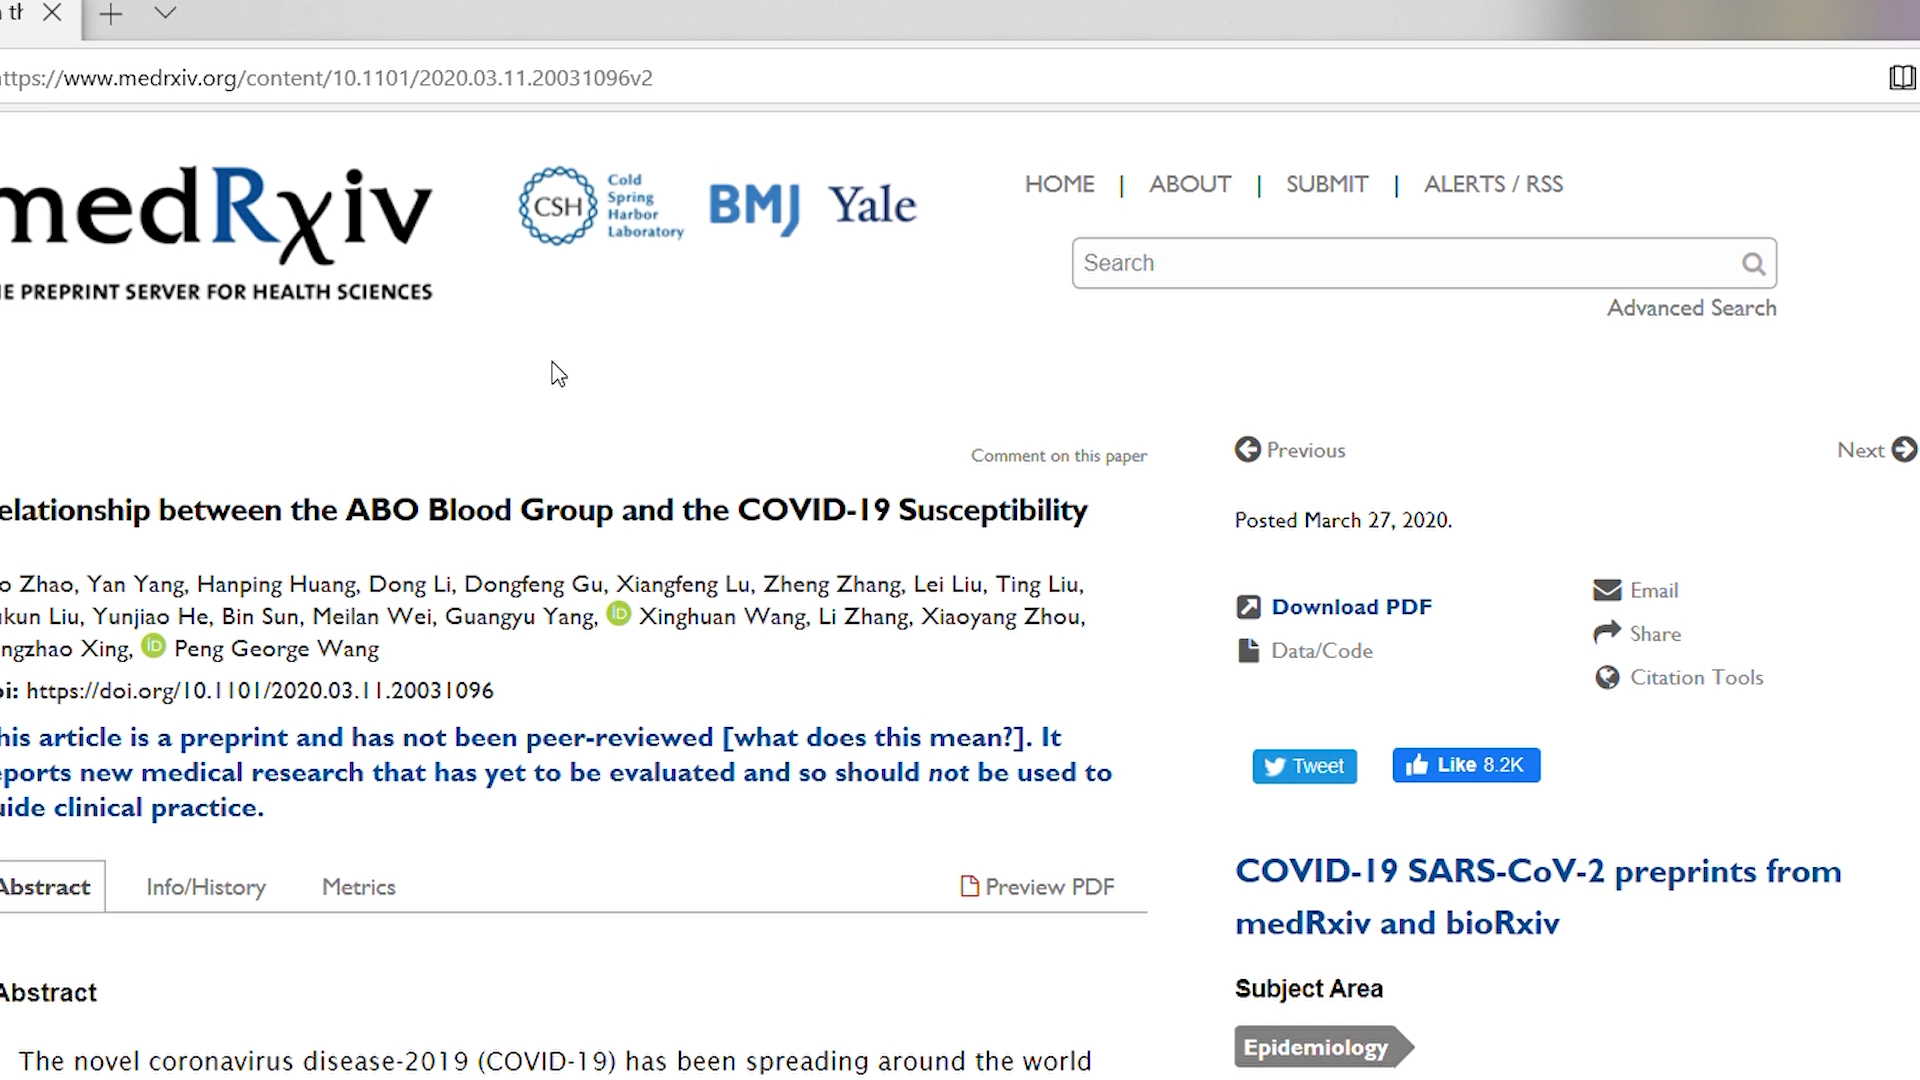 https://www.medrxiv.org/content/10.1101/2020.03.11.20031096v2
medRxiv
THE PREPRINT SERVER FOR HEALTH SCIENCES
CSH
Cold
Spring
Harbor
Laboratory
BMJ Yale
HOME | ABOUT | SUBMIT | ALERTS / RSS
Search
Advanced Search
Comment on this paper
elationship between the ABO Blood Group and the COVID-19 Susceptibility
o Zhao, Yan Yang, Hanping Huang, Dong Li, Dongfeng Gu, Xiangfeng Lu, Zheng Zhang, Lei Liu, Ting Liu,
ukun Liu, Yunjiao He, Bin Sun, Meilan Wei, Guangyu Yang, iD Xinghuan Wang, Li Zhang, Xiaoyang Zhou,
ngzhao Xing, iD Peng George Wang
oi: https://doi.org/10.1101/2020.03.11.20031096
his article is a preprint and has not been peer-reviewed [what does this mean?]. It
eports new medical research that has yet to be evaluated and so should not be used to
uide clinical practice.
Abstract Info/History Metrics Preview PDF
Abstract
The novel coronavirus disease-2019 (COVID-19) has been spreading around the world
Previous Next
Posted March 27, 2020.
Download PDF
Data/Code
Email
Share
Citation Tools
Tweet Like 8.2K
COVID-19 SARS-CoV-2 preprints from
medRxiv and bioRxiv
Subject Area
Epidemiology